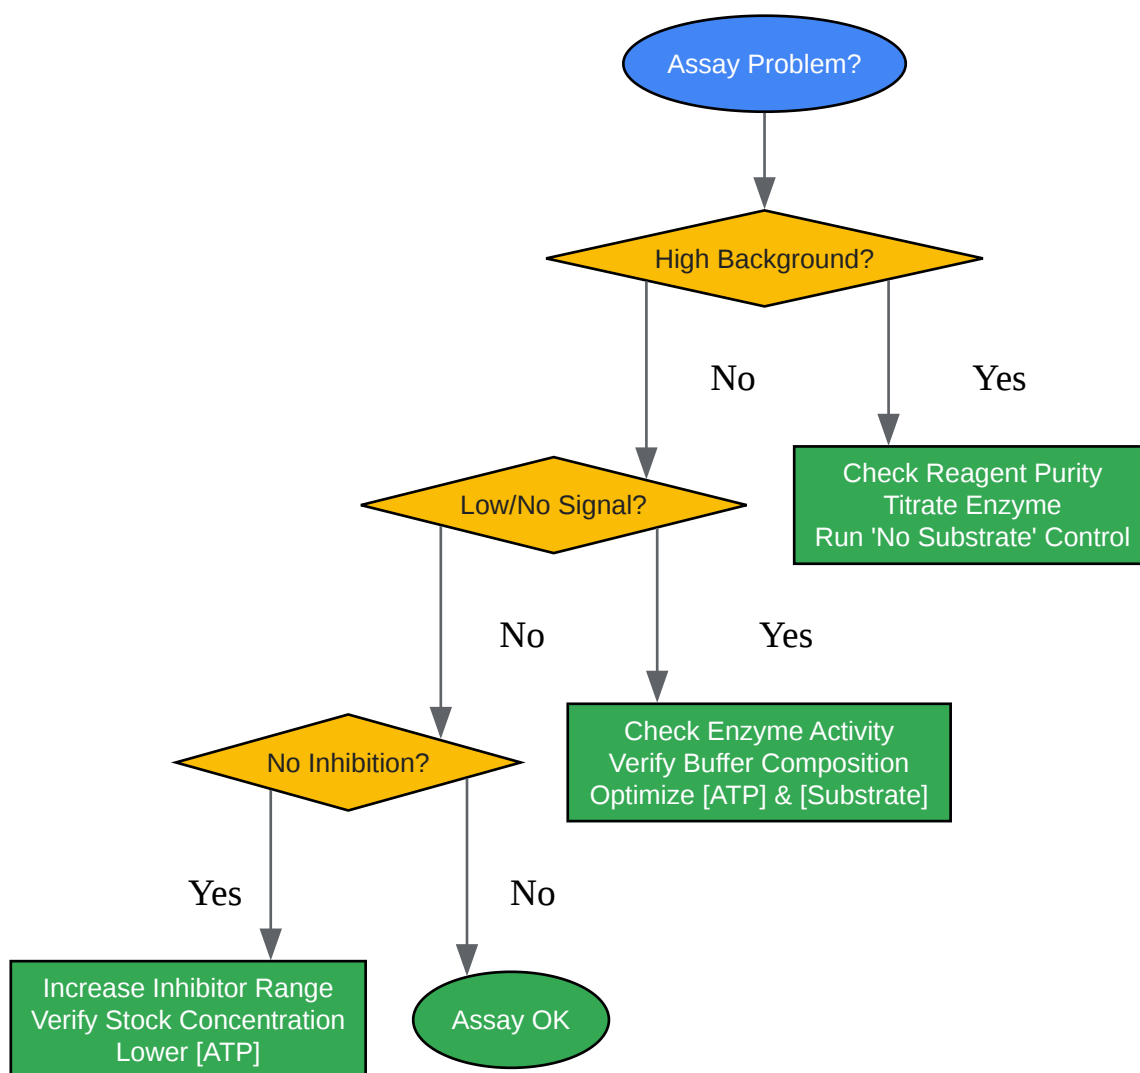 Assay Problem?
High Background?
No
Yes
Check Reagent Purity
Titrate Enzyme
Run 'No Substrate' Control
Low/No Signal?
No
Yes
Check Enzyme Activity
Verify Buffer Composition
Optimize [ATP] & [Substrate]
No Inhibition?
Yes
No
Increase Inhibitor Range
Verify Stock Concentration
Lower [ATP]
Assay OK